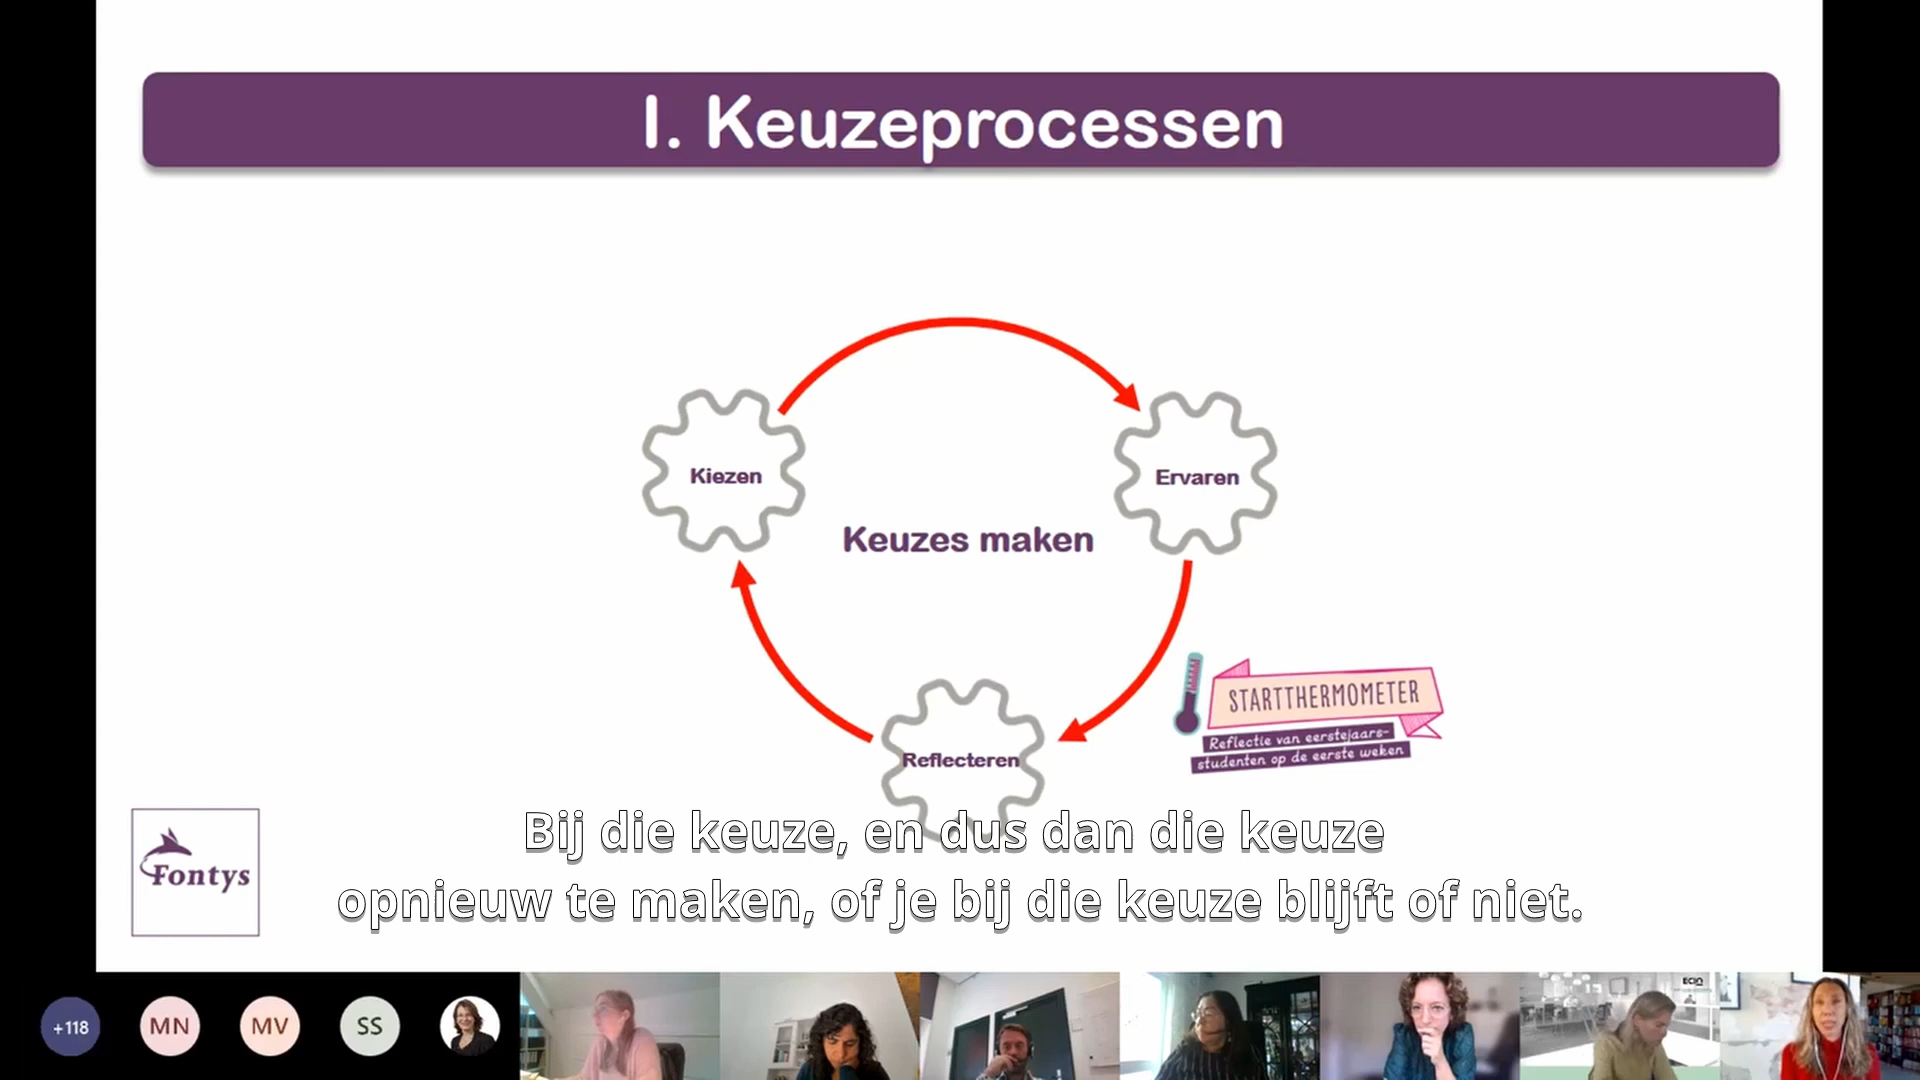 I. Keuzeprocessen
Kiezen
Ervaren
Keuzes maken
STARTTHERMOMETER
Reflectie van eerstejaars-
studenten op de eerste weken
Reflecteren
Fontys
Bij die keuze, en dus dan die keuze
opnieuw te maken, of je bij die keuze blijft of niet.
+118
MN
MV
SS
ECIO